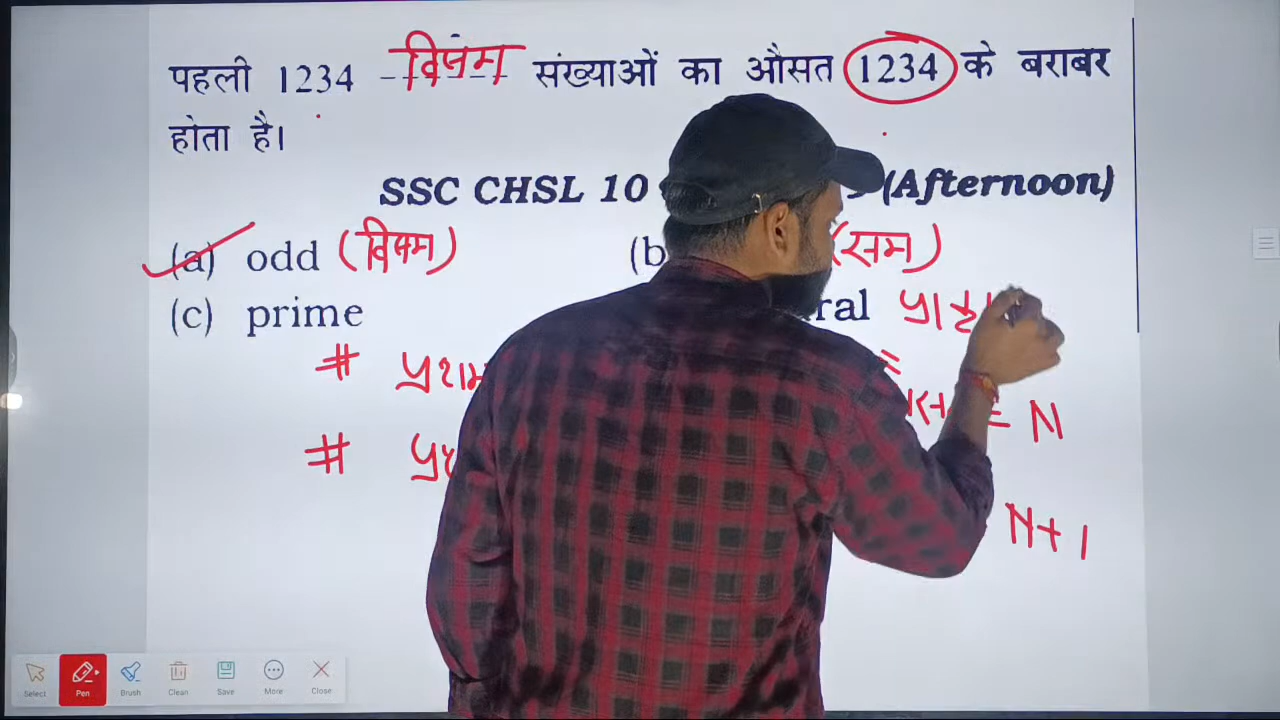 पहली 1234 विषम संख्याओं का औसत 1234 के बराबर
होता है।
SSC CHSL 10 (Afternoon)
(a) odd (विषम) (b (सम)
(c) prime ral
#
= N
#
N+1
Select Pen Brush Clean Save More Close